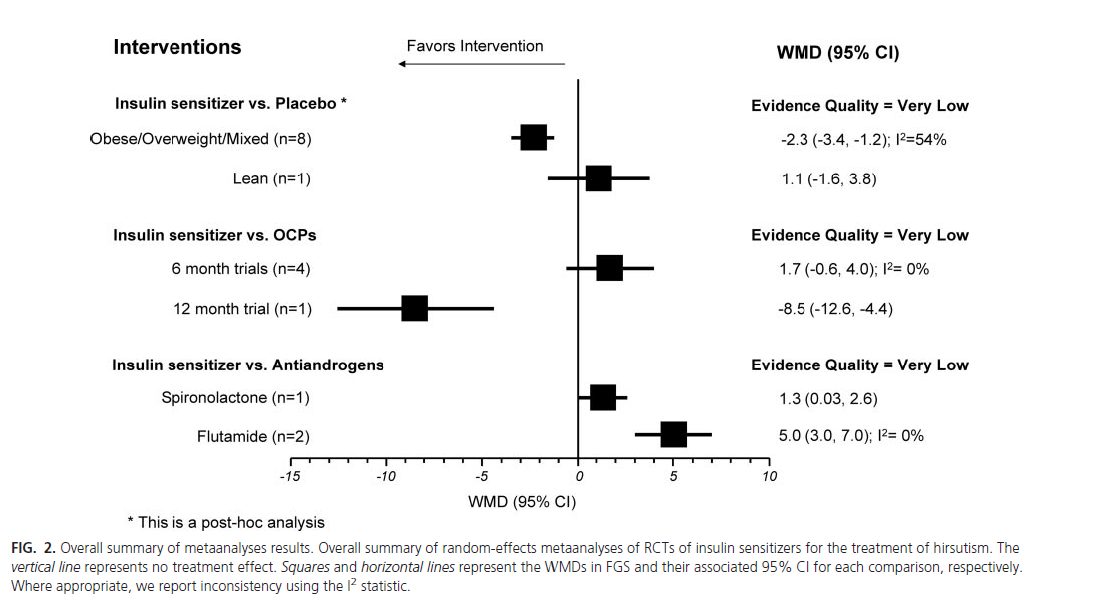 Interventions
Favors Intervention
WMD (95% CI)
Insulin sensitizer vs. Placebo *
Evidence Quality = Very Low
Obese/Overweight/Mixed (n=8)
-2.3 (-3.4, -1.2); I²=54%
Lean (n=1)
1.1 (-1.6, 3.8)
Insulin sensitizer vs. OCPs
Evidence Quality = Very Low
6 month trials (n=4)
1.7 (-0.6, 4.0); I²= 0%
12 month trial (n=1)
-8.5 (-12.6, -4.4)
Insulin sensitizer vs. Antiandrogens
Evidence Quality = Very Low
Spironolactone (n=1)
1.3 (0.03, 2.6)
Flutamide (n=2)
5.0 (3.0, 7.0); I²= 0%
-15 -10 -5 0 5 10
WMD (95% CI)
* This is a post-hoc analysis
FIG. 2. Overall summary of metaanalyses results. Overall summary of random-effects metaanalyses of RCTs of insulin sensitizers for the treatment of hirsutism. The
vertical line represents no treatment effect. Squares and horizontal lines represent the WMDs in FGS and their associated 95% CI for each comparison, respectively.
Where appropriate, we report inconsistency using the I² statistic.